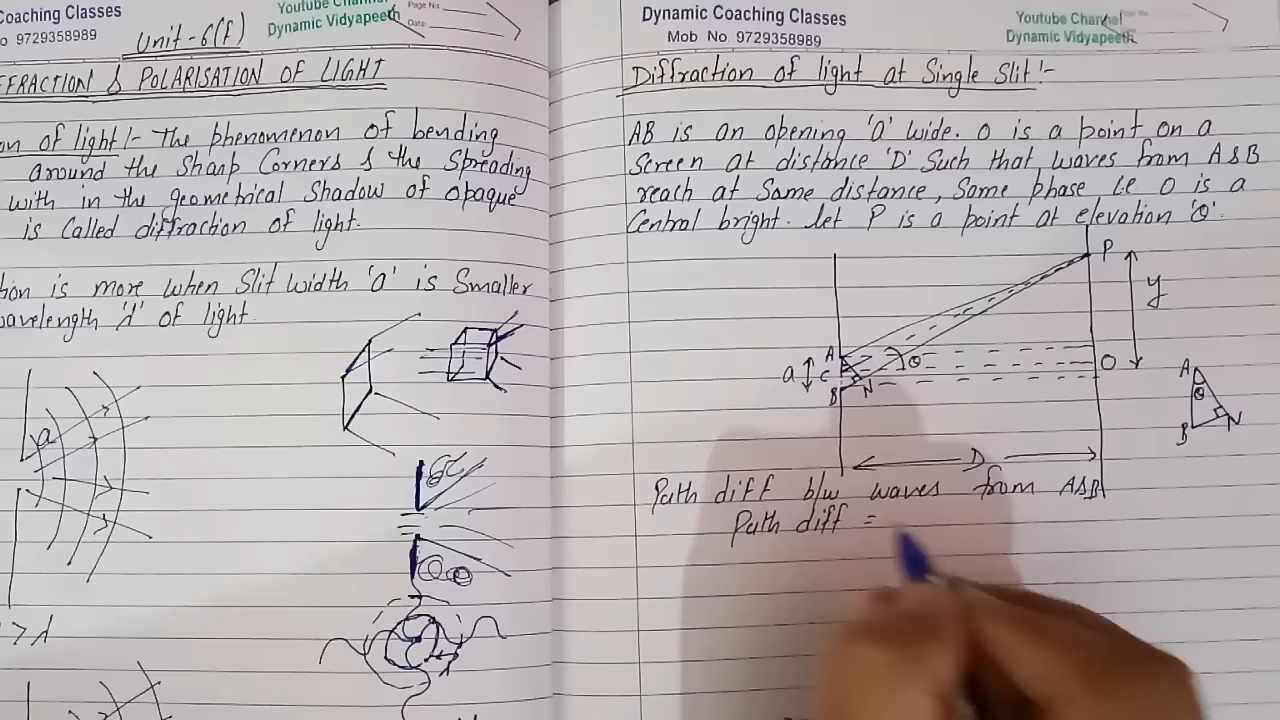 Coaching Classes
o 9729358989
Unit-6(f)
Youtube Channel
Dynamic Vidyapeeth
Page No.
Date
FRACTION & POLARISATION OF LIGHT
on of light!- The phenomenon of bending
around the Sharp Corners & the Spreading
with in the geometrical Shadow of opaque
is Called diffraction of light.
tion is more when Slit width 'a' is Smaller
wavelength 'λ' of light.
a
> λ
Dynamic Coaching Classes
Mob No 9729358989
Youtube Channel
Dynamic Vidyapeeth
Diffraction of light at Single Slit!-
AB is an opening 'a' wide. O is a point on a
Screen at distance 'D' Such that waves from A&B
reach at Same distance, Same phase i.e O is a
Central bright. Let P is a point at elevation 'θ'.
P
y
A
a
C
θ
O
B
N
D
A
θ
B
N
Path diff b/w waves from A&B
Path diff =